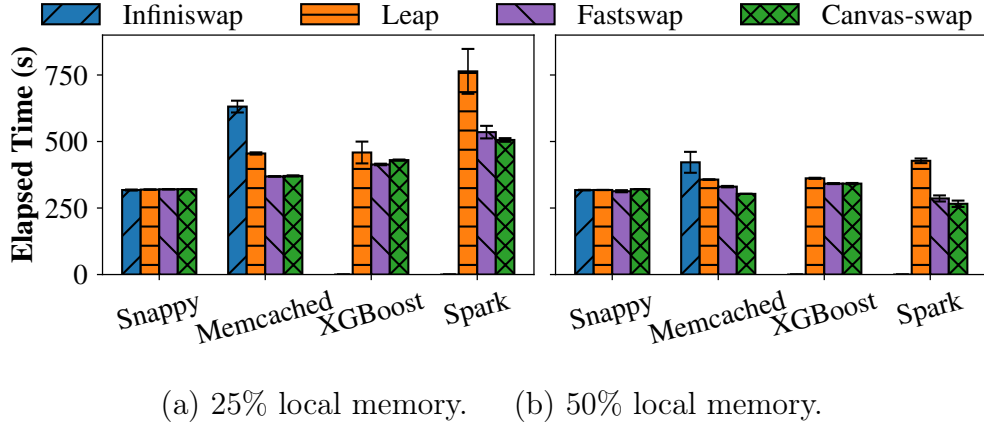 Infiniswap Leap Fastswap Canvas-swap
Elapsed Time (s)
750
500
250
0
Snappy Memcached XGBoost Spark
Snappy Memcached XGBoost Spark
(a) 25% local memory. (b) 50% local memory.